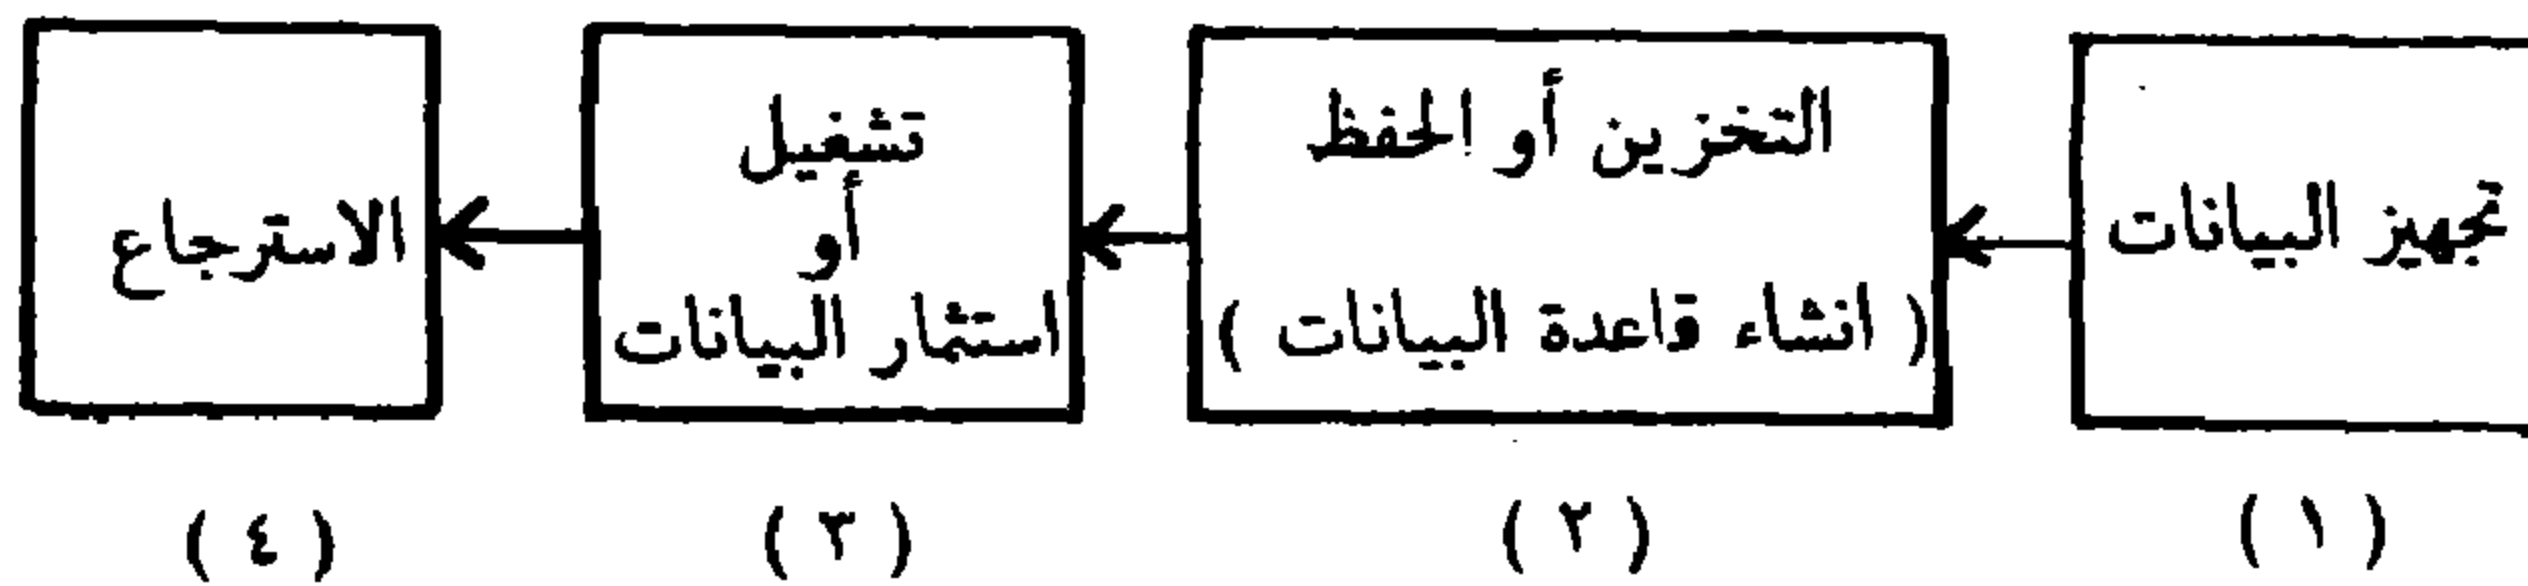 تجهيز البيانات
التخزين أو الحفظ
( انشاء قاعدة البيانات )
تشغيل
أو
استثمار البيانات
الاسترجاع
( ١ )
( ٢ )
( ٣ )
( ٤ )